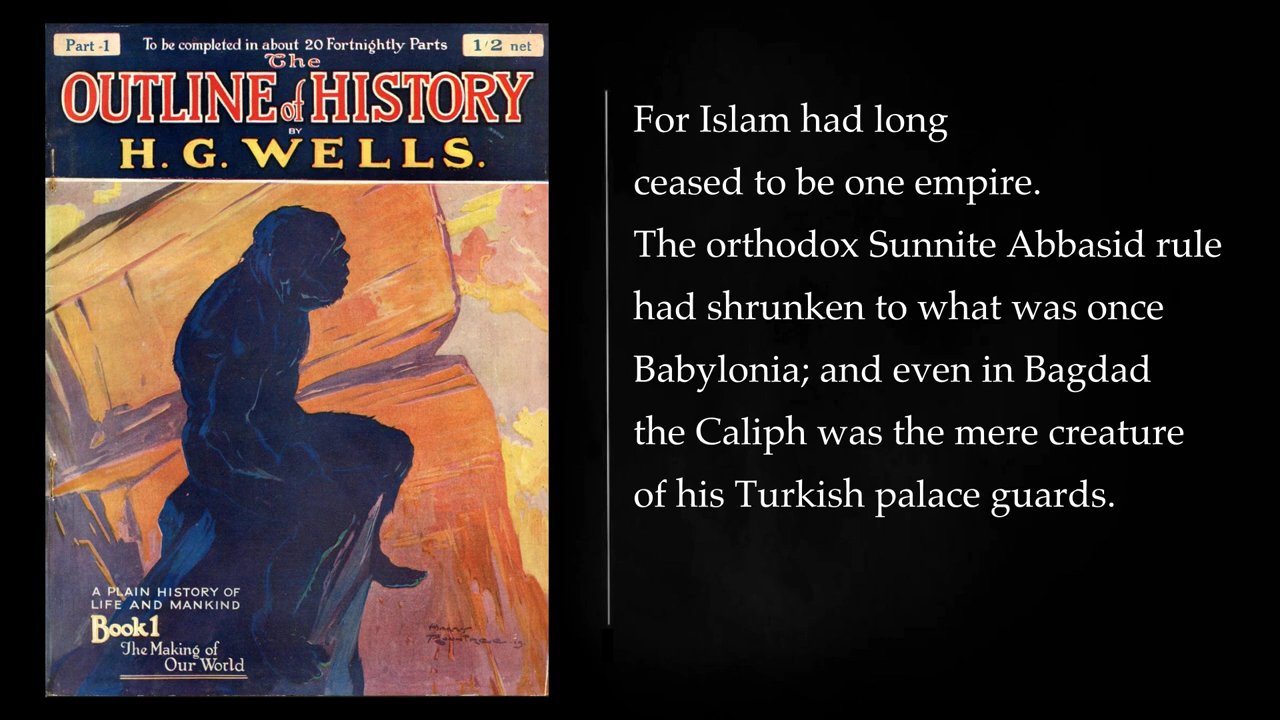 Part -1
To be completed in about 20 Fortnightly Parts
1/2 net
The
OUTLINE of HISTORY
BY
H. G. WELLS.
A PLAIN HISTORY OF
LIFE AND MANKIND
Book 1
The Making of
Our World
For Islam had long
ceased to be one empire.
The orthodox Sunnite Abbasid rule
had shrunken to what was once
Babylonia; and even in Bagdad
the Caliph was the mere creature
of his Turkish palace guards.